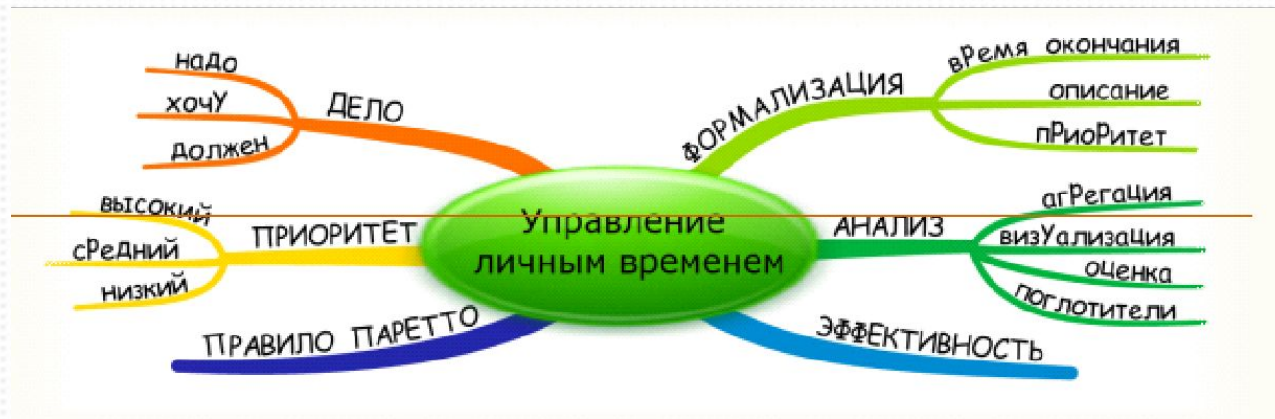 Управление
личным временем
ДЕЛО
надо
хочу
должен
ПРИОРИТЕТ
высокий
средний
низкий
ПРАВИЛО ПАРЕТТО
ФОРМАЛИЗАЦИЯ
время окончания
описание
приоритет
АНАЛИЗ
агрегация
визуализация
оценка
поглотители
ЭФФЕКТИВНОСТЬ